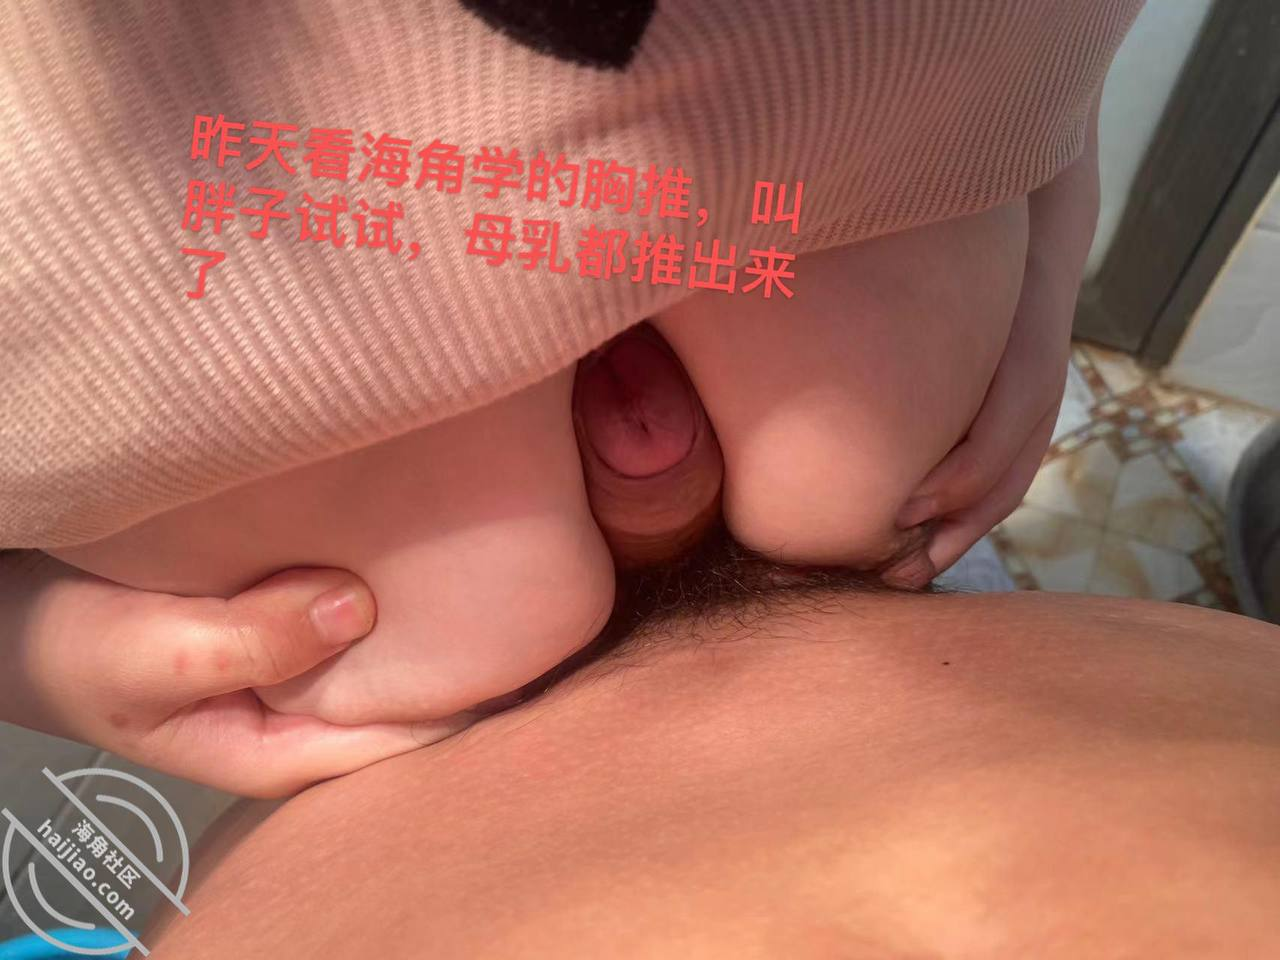 昨天看海角学的胸推，叫
胖子试试，母乳都推出来
了
海角社区
haijiao.com